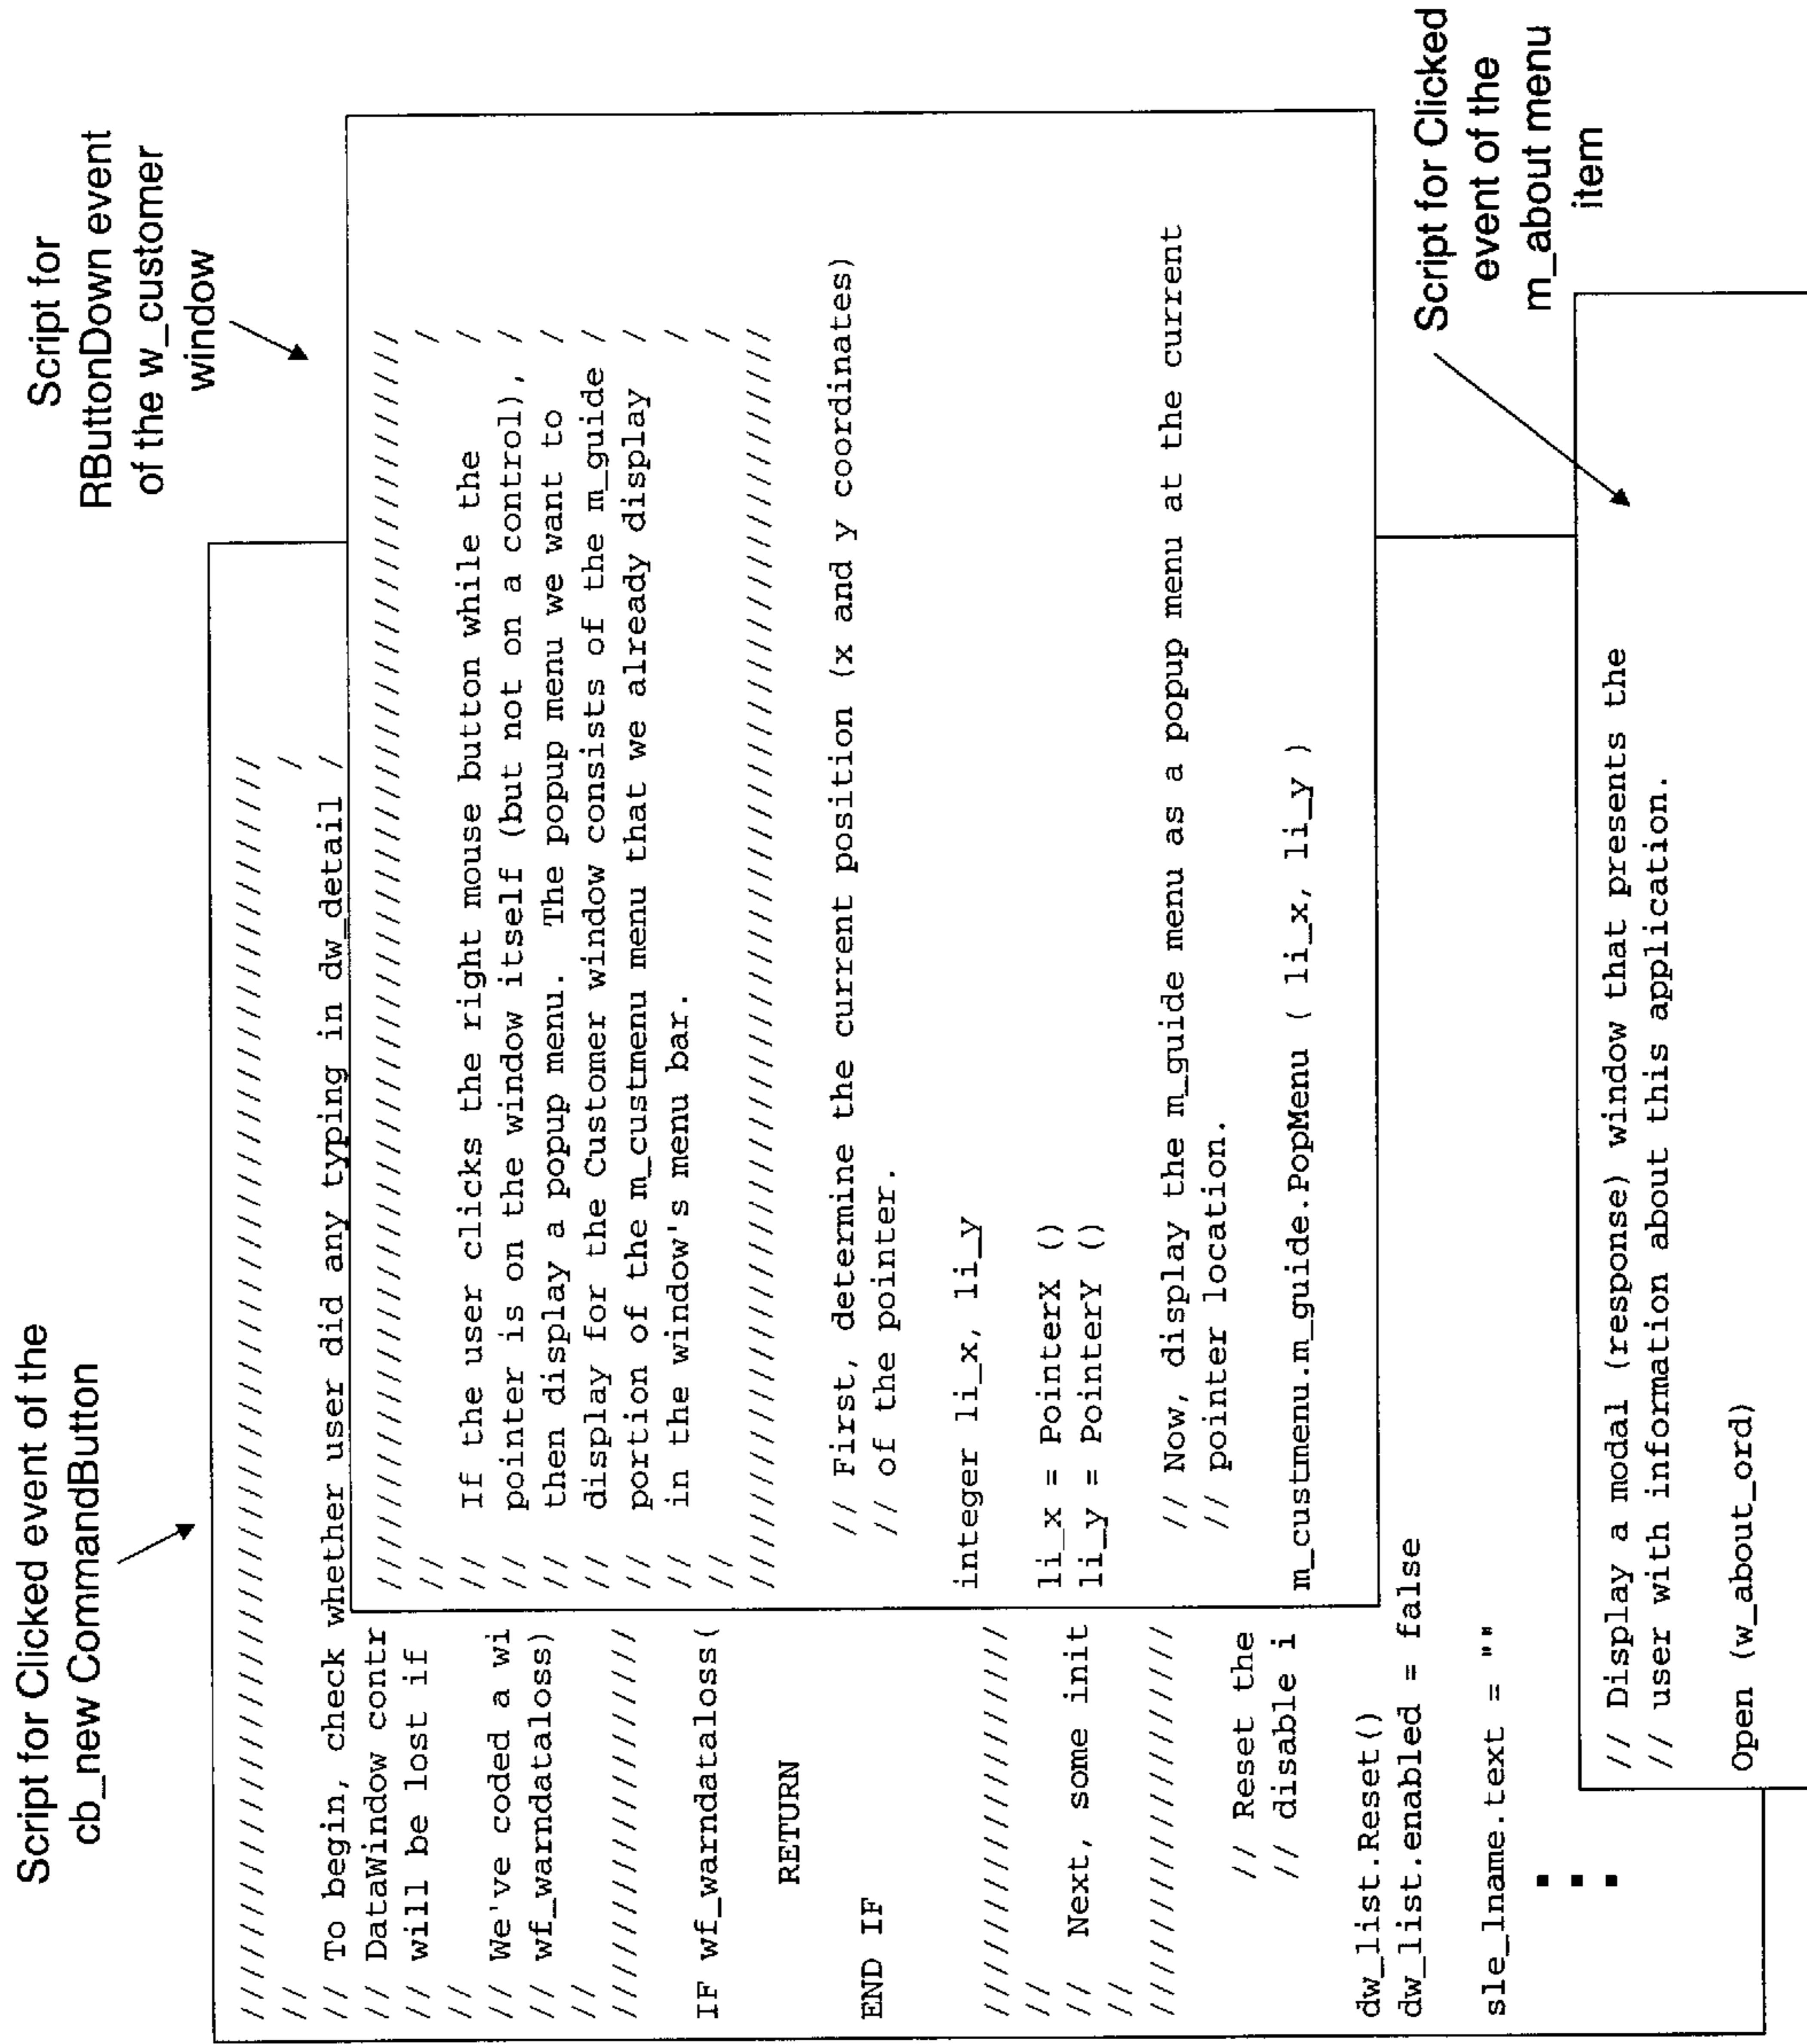 Script for Clicked event of the
cb_new CommandButton
Script for
RButtonDown event
of the w_customer
window
////////////////////////////////////////////////////////////
// /
// To begin, check whether user did any typing in dw_detail /
// DataWindow contr
// will be lost if
//
// We've coded a wi
// wf_warndataloss)
//
////////////////////
IF wf_warndataloss(
RETURN
END IF
////////////////////
//
// Next, some init
//
////////////////////
// Reset the
// disable i
dw_list.Reset()
dw_list.enabled = false
sle_lname.text = ""
////////////////////////////////////////////////////////////
// /
// If the user clicks the right mouse button while the /
// pointer is on the window itself (but not on a control), /
// then display a popup menu. The popup menu we want to /
// display for the Customer window consists of the m_guide /
// portion of the m_custmenu menu that we already display /
// in the window's menu bar. /
// /
////////////////////////////////////////////////////////////
// First, determine the current position (x and y coordinates)
// of the pointer.
integer li_x, li_y
li_x = PointerX ()
li_y = PointerY ()
// Now, display the m_guide menu as a popup menu at the current
// pointer location.
m_custmenu.m_guide.PopMenu ( li_x, li_y )
Script for Clicked
event of the
m_about menu
item
// Display a modal (response) window that presents the
// user with information about this application.
Open (w_about_ord)